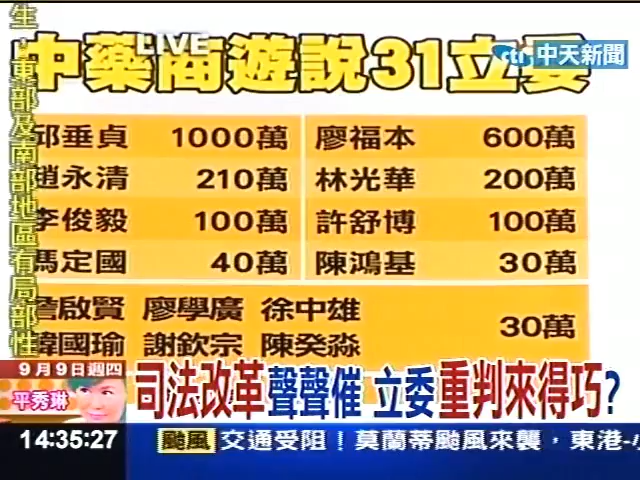 中藥商遊說31立委
LIVE
ctn 中天新聞
生，東部及南部地區有局部性
邱垂貞 1000萬 廖福本 600萬
趙永清 210萬 林光華 200萬
李俊毅 100萬 許舒博 100萬
馮定國 40萬 陳鴻基 30萬
詹啟賢 廖學廣 徐中雄
韓國瑜 謝欽宗 陳癸淼
30萬
9月9日週四
平秀琳
司法改革聲聲催 立委重判來得巧?
14:35:27
颱風 交通受阻！莫蘭蒂颱風來襲，東港-小